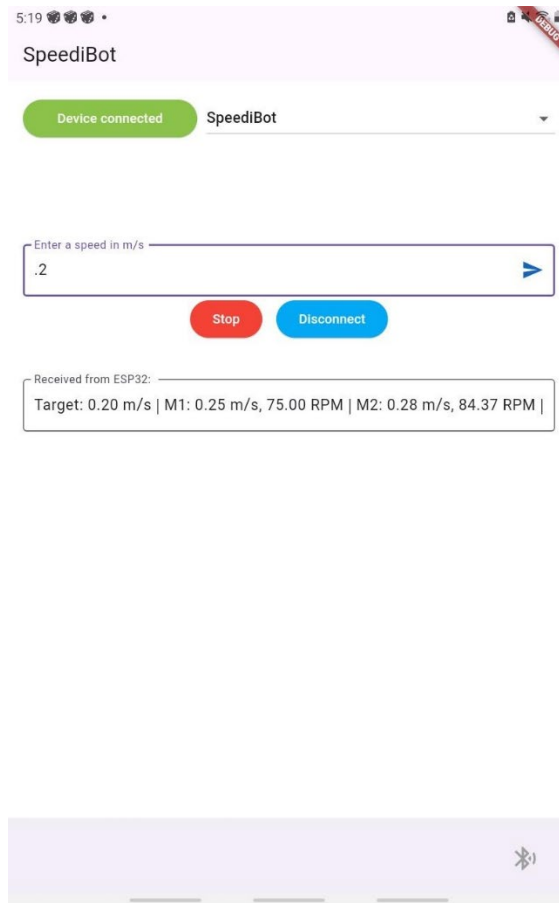 5:19
DEBUG
SpeediBot
Device connected
SpeediBot
Enter a speed in m/s
.2
Stop
Disconnect
Received from ESP32:
Target: 0.20 m/s | M1: 0.25 m/s, 75.00 RPM | M2: 0.28 m/s, 84.37 RPM |